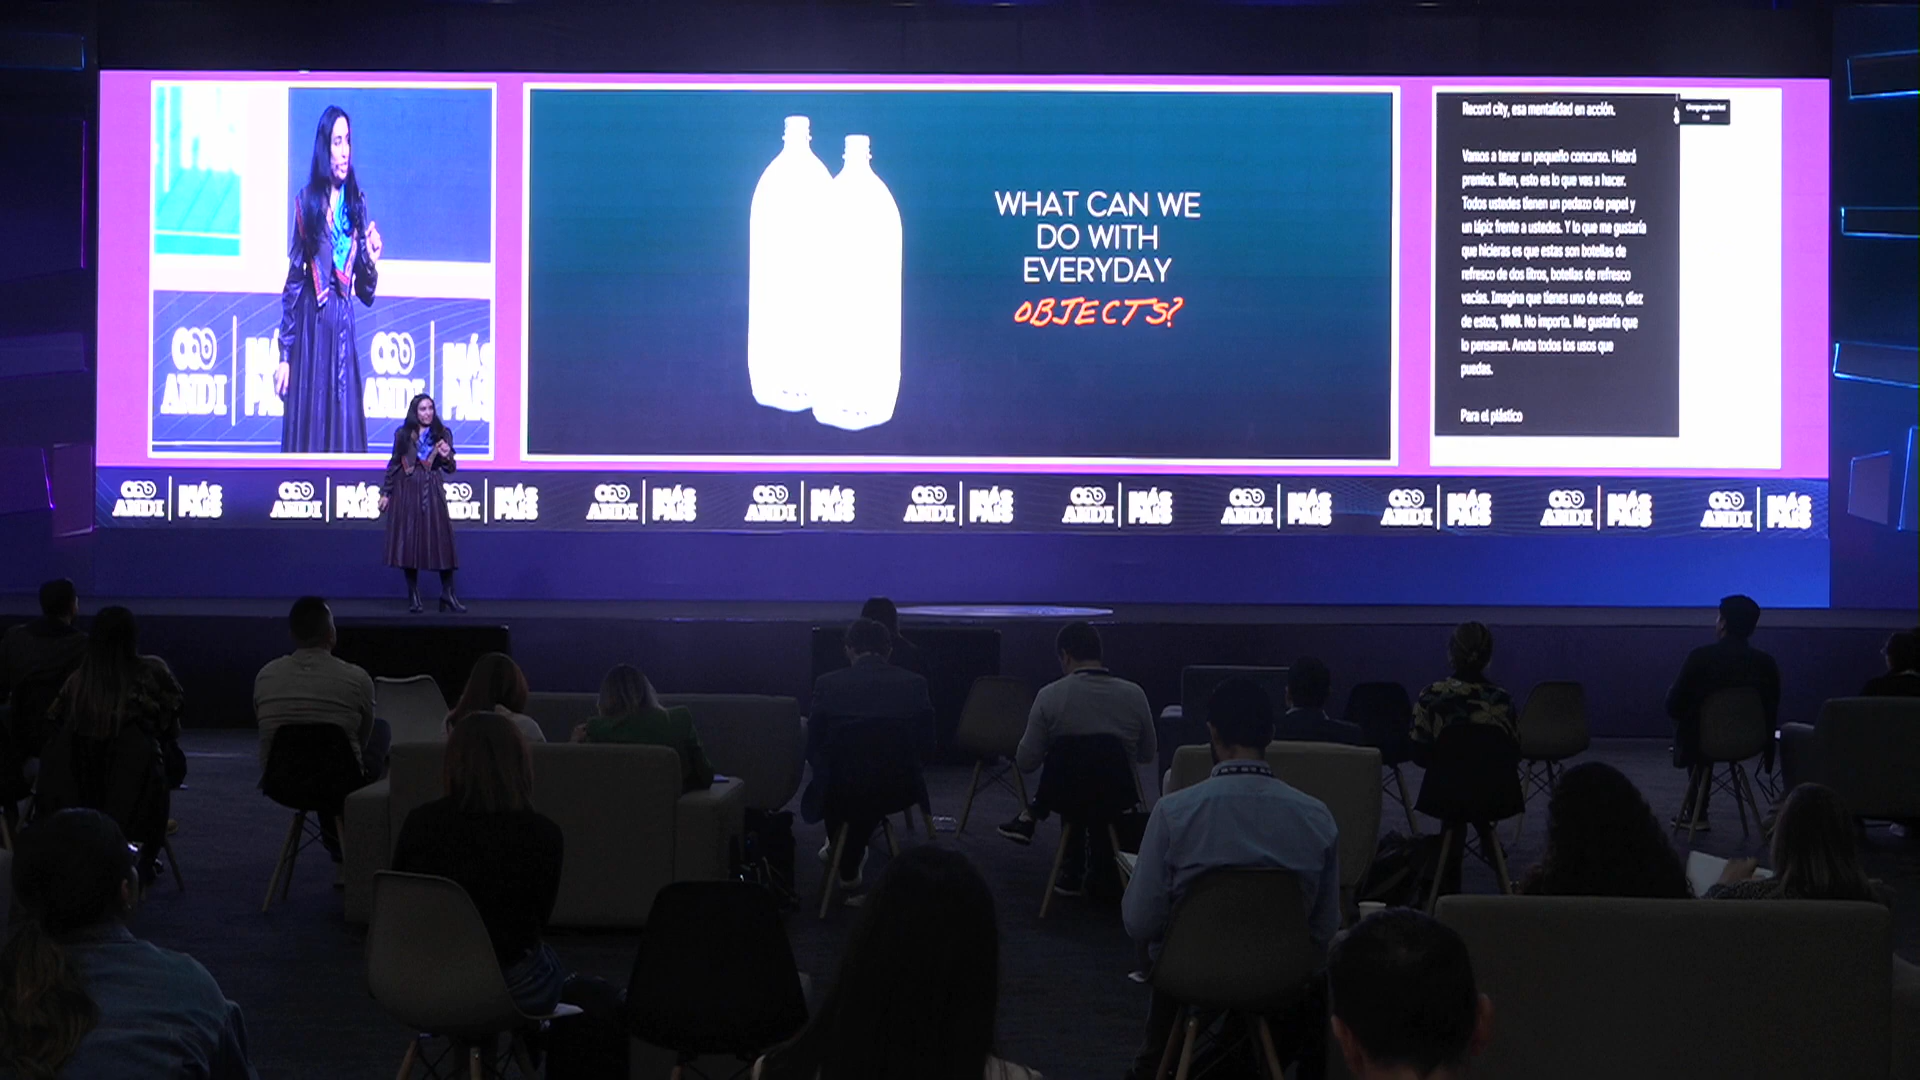 WHAT CAN WE
DO WITH
EVERYDAY
OBJECTS?
Record city, esa mentalidad en acción.
Vamos a tener un pequeño concurso. Habrá
premios. Bien, esto es lo que vas a hacer.
Todos ustedes tienen un pedazo de papel y
un lápiz frente a ustedes. Y lo que me gustaría
que hicieras es que estas son botellas de
refresco de dos litros, botellas de refresco
vacías. Imagina que tienes uno de estos, diez
de estos, 1000. No importa. Me gustaría que
lo pensaran. Anota todos los usos que
puedas.
Para el plástico
ANDI
MÁS
PAÍS
ANDI
MÁS
PAÍS
ANDI MÁS PAÍS
ANDI MÁS PAÍS
MÁS PAÍS
ANDI MÁS PAÍS
ANDI MÁS PAÍS
ANDI MÁS PAÍS
ANDI MÁS PAÍS
ANDI MÁS PAÍS
ANDI MÁS PAÍS
ANDI MÁS PAÍS
ANDI MÁS PAÍS